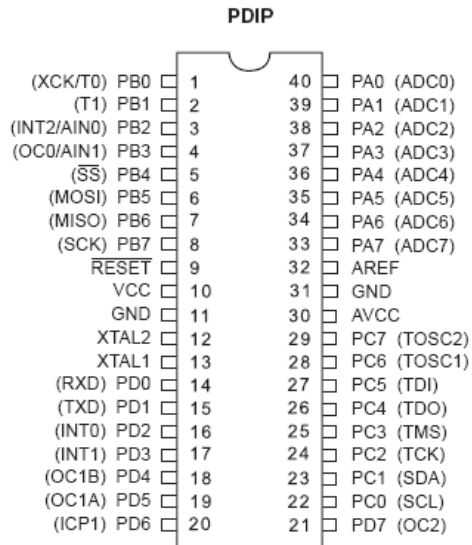 PDIP
(XCK/T0) PB0 1 40 PA0 (ADC0)
(T1) PB1 2 39 PA1 (ADC1)
(INT2/AIN0) PB2 3 38 PA2 (ADC2)
(OC0/AIN1) PB3 4 37 PA3 (ADC3)
(SS) PB4 5 36 PA4 (ADC4)
(MOSI) PB5 6 35 PA5 (ADC5)
(MISO) PB6 7 34 PA6 (ADC6)
(SCK) PB7 8 33 PA7 (ADC7)
RESET 9 32 AREF
VCC 10 31 GND
GND 11 30 AVCC
XTAL2 12 29 PC7 (TOSC2)
XTAL1 13 28 PC6 (TOSC1)
(RXD) PD0 14 27 PC5 (TDI)
(TXD) PD1 15 26 PC4 (TDO)
(INT0) PD2 16 25 PC3 (TMS)
(INT1) PD3 17 24 PC2 (TCK)
(OC1B) PD4 18 23 PC1 (SDA)
(OC1A) PD5 19 22 PC0 (SCL)
(ICP1) PD6 20 21 PD7 (OC2)